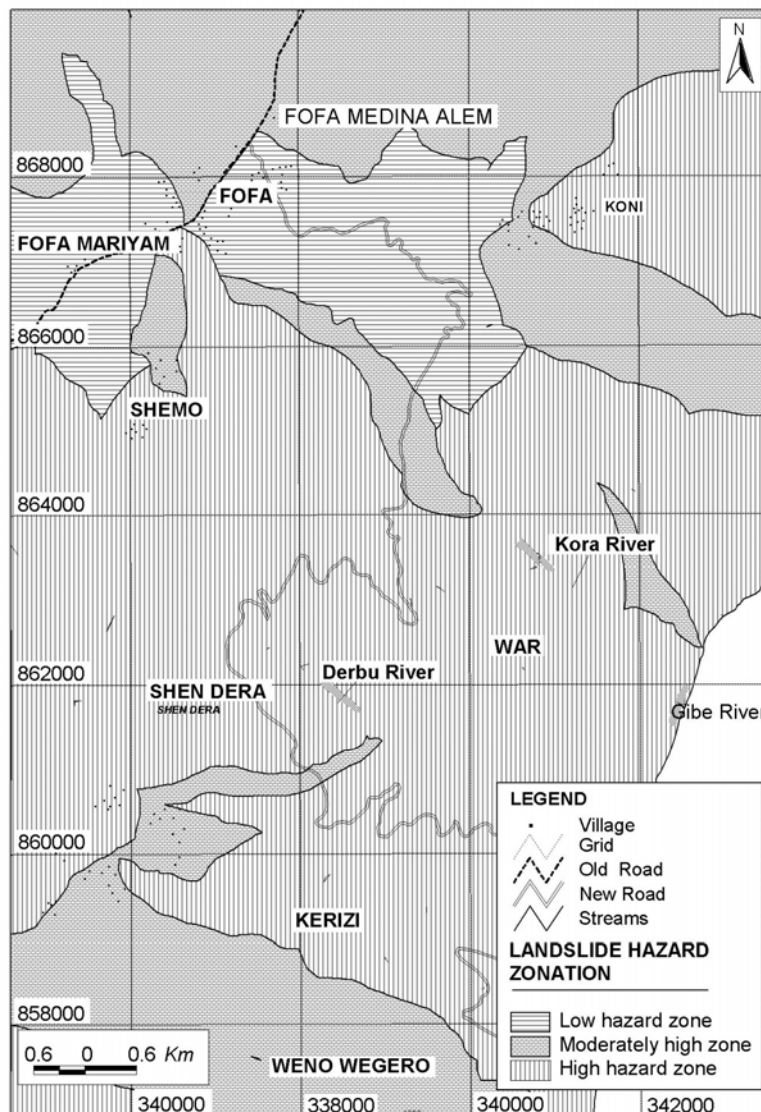 N
FOFA MEDINA ALEM
868000
FOFA
KONI
FOFA MARIYAM
866000
SHEMO
864000
Kora River
WAR
862000
Derbu River
SHEN DERA
SHEN DERA
Gibe River
LEGEND
Village
Grid
Old Road
New Road
Streams
860000
KERIZI
LANDSLIDE HAZARD
ZONATION
Low hazard zone
Moderately high zone
High hazard zone
858000
0.6 0 0.6 Km
WENO WEGERO
340000 338000 340000 342000